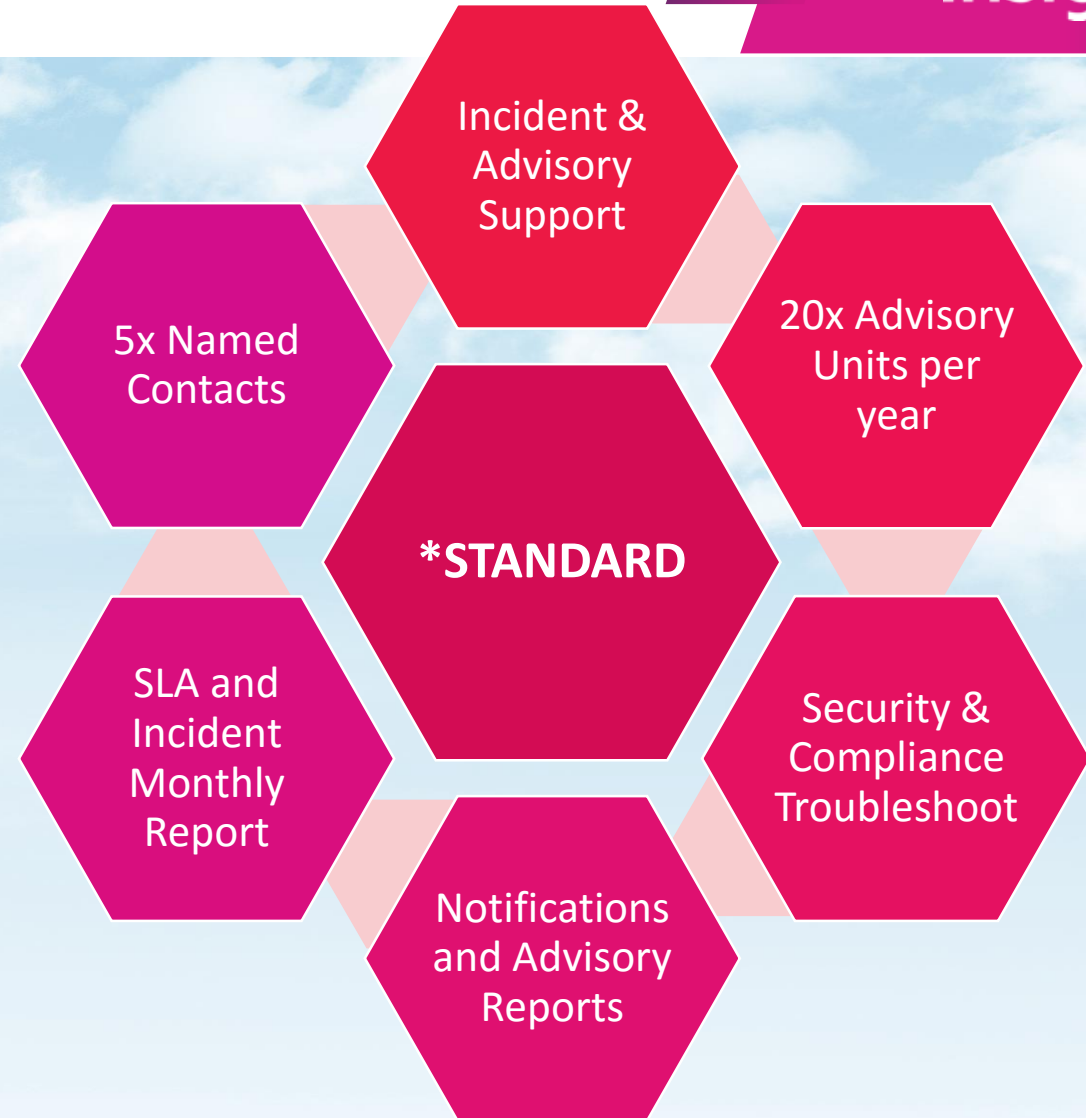 Incident &
Advisory
Support
20x Advisory
Units per
year
Security &
Compliance
Troubleshoot
Notifications
and Advisory
Reports
SLA and
Incident
Monthly
Report
5x Named
Contacts
*STANDARD